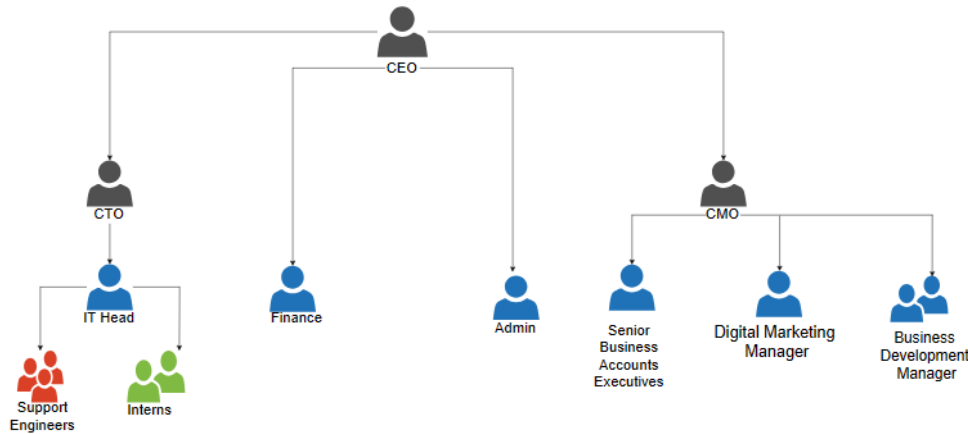 CEO
CTO
CMO
IT Head
Finance
Admin
Senior
Business
Accounts
Executives
Digital Marketing
Manager
Business
Development
Manager
Support
Engineers
Interns